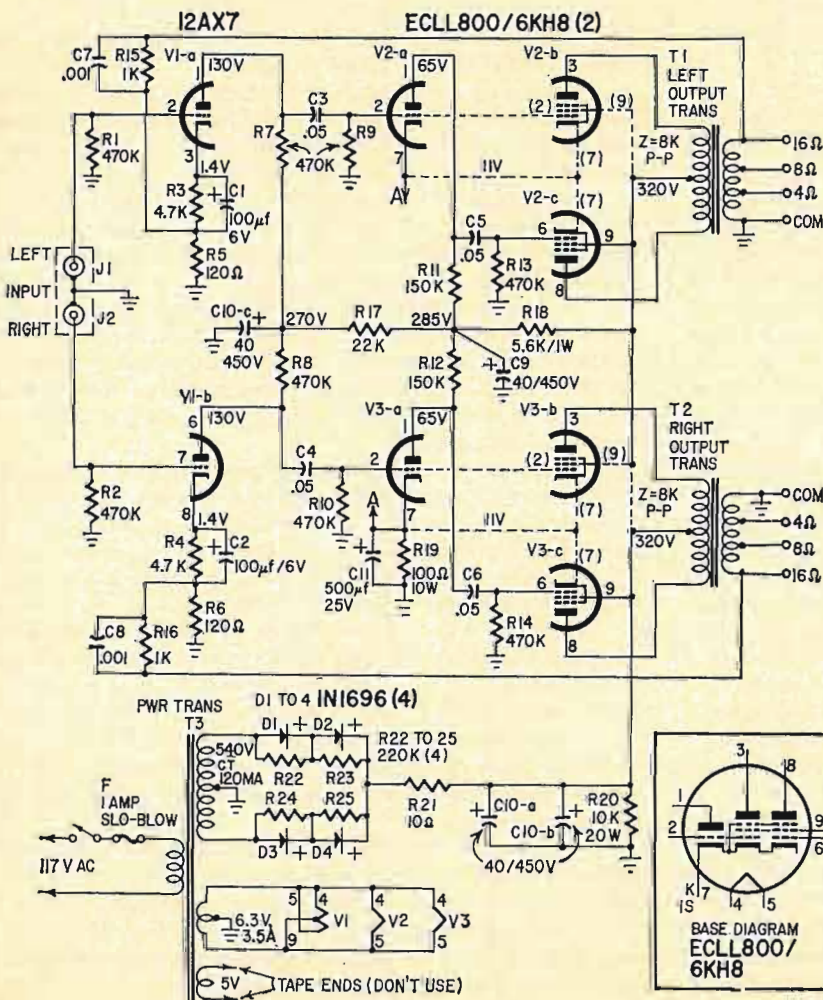 12AX7
ECLL800/6KH8 (2)
C7
.001
R15
1K
V1-a
1
130V
2
3
1.4V
R1
470K
R3
4.7K
C1
100µf
6V
R5
120Ω
C3
.05
R7
470K
R9
V2-a
1
65V
2
7
A
11V
V2-b
3
(2)
(9)
(7)
V2-c
(7)
6
9
8
C5
.05
R13
470K
R11
150K
T1
LEFT
OUTPUT
TRANS
Z=8K
P-P
320V
16Ω
8Ω
4Ω
COM
LEFT
J1
INPUT
RIGHT
J2
C10-c
40
450V
270V
R17
22K
285V
R18
5.6K/1W
C9
40/450V
R8
470K
R12
150K
V1-b
6
130V
7
8
1.4V
R2
470K
R4
4.7K
C2
100µf/6V
R6
120Ω
C8
.001
R16
1K
C4
.05
R10
470K
V3-a
1
65V
2
7
A
11V
C11
500µf
25V
R19
100Ω
10W
V3-b
3
(2)
(9)
(7)
V3-c
(7)
6
9
8
C6
.05
R14
470K
T2
RIGHT
OUTPUT
TRANS
Z=8K
P-P
320V
COM
4Ω
8Ω
16Ω
PWR TRANS
T3
D1 TO 4 IN1696 (4)
540V
CT
120MA
D1
D2
R22
R23
R24
R25
D3
D4
R22 TO 25
220K (4)
R21
10Ω
C10-a
C10-b
40/450V
R20
10K
20W
F
1 AMP
SLO-BLOW
117 V AC
6.3V
3.5A
5
4
9
V1
4
V2
5
4
V3
5
5V
TAPE ENDS (DON'T USE)
3
8
1
2
9
6
K
7
IS
4
5
BASE DIAGRAM
ECLL800/
6KH8